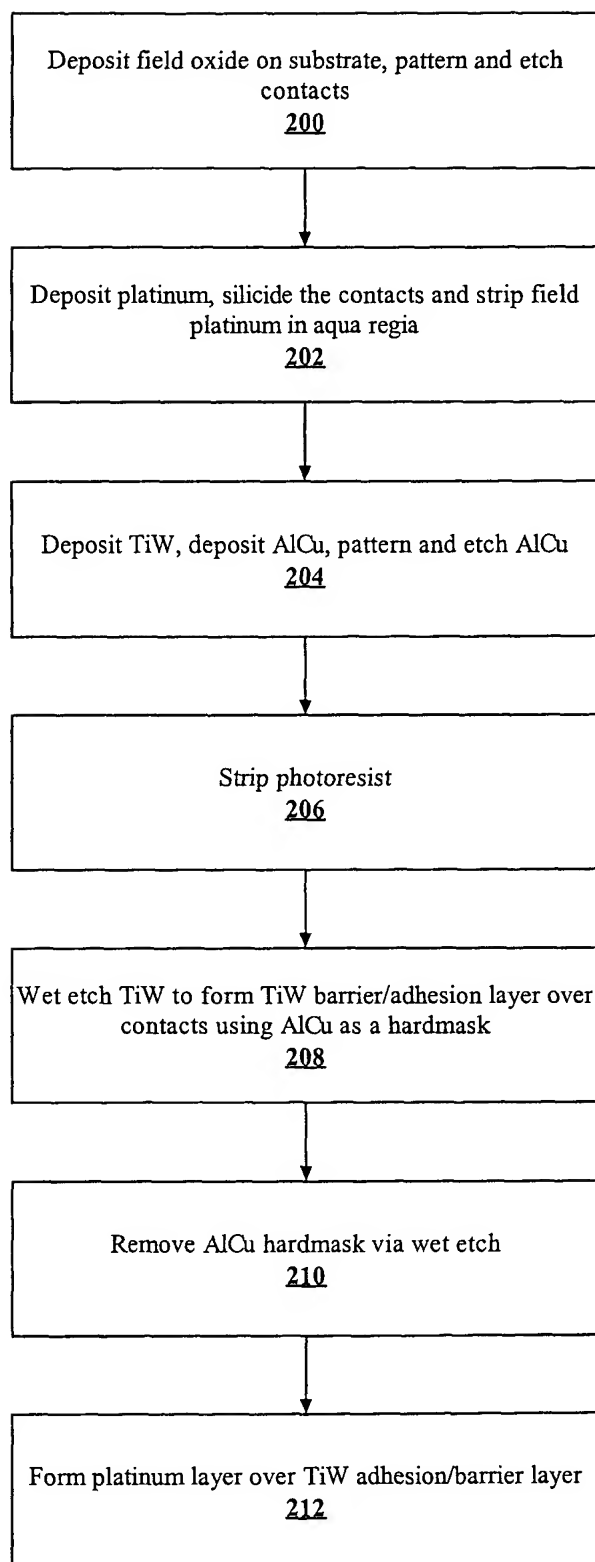 Deposit field oxide on substrate, pattern and etch
contacts
200
Deposit platinum, silicide the contacts and strip field
platinum in aqua regia
202
Deposit TiW, deposit AlCu, pattern and etch AlCu
204
Strip photoresist
206
Wet etch TiW to form TiW barrier/adhesion layer over
contacts using AlCu as a hardmask
208
Remove AlCu hardmask via wet etch
210
Form platinum layer over TiW adhesion/barrier layer
212